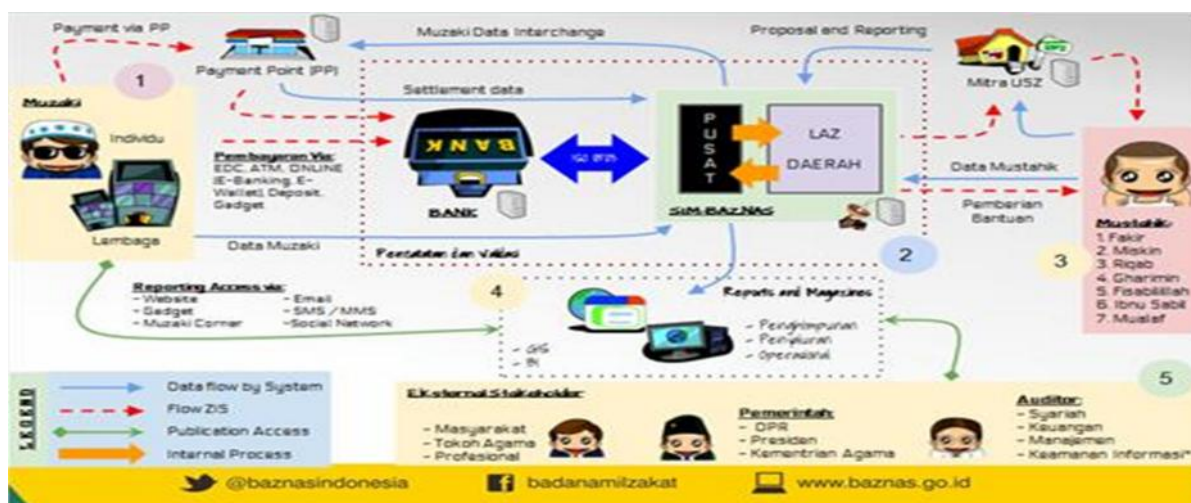 Payment via PP
Payment Point (PP)
Muzaki Data Interchange
Proposal and Reporting
Mitra USZ
1
Settlement data
Muzaki
Individu
Lembaga
Pembayaran Via:
EDC, ATM, ONLINE
(E-Banking, E-
Wallet), Deposit,
Gadget
BANK
BANK
PUSAT
LAZ
DAERAH
SIM-BAZNAS
Data Mustahik
Pemberian
Bantuan
Data Muzaki
Pencatatan dan Validasi
2
3
Mustahik:
1. Fakir
2. Miskin
3. Riqab
4. Gharimin
5. Fisabilillah
6. Ibnu Sabil
7. Mualaf
Reporting Access via:
- Website
- Gadget
- Muzaki Corner
- Email
- SMS / MMS
- Social Network
4
Reports and Magazines
- GIS
- BI
- Penghimpunan
- Penyaluran
- Operasional
5
LEGEND
Data flow by System
Flow ZIS
Publication Access
Internal Process
Eksternal Stakeholder
- Masyarakat
- Tokoh Agama
- Profesional
Pemerintah:
- DPR
- Presiden
- Kementrian Agama
Auditor:
- Syariah
- Keuangan
- Manajemen
- Keamanan Informasi*
@baznasindonesia
badanamilzakat
www.baznas.go.id